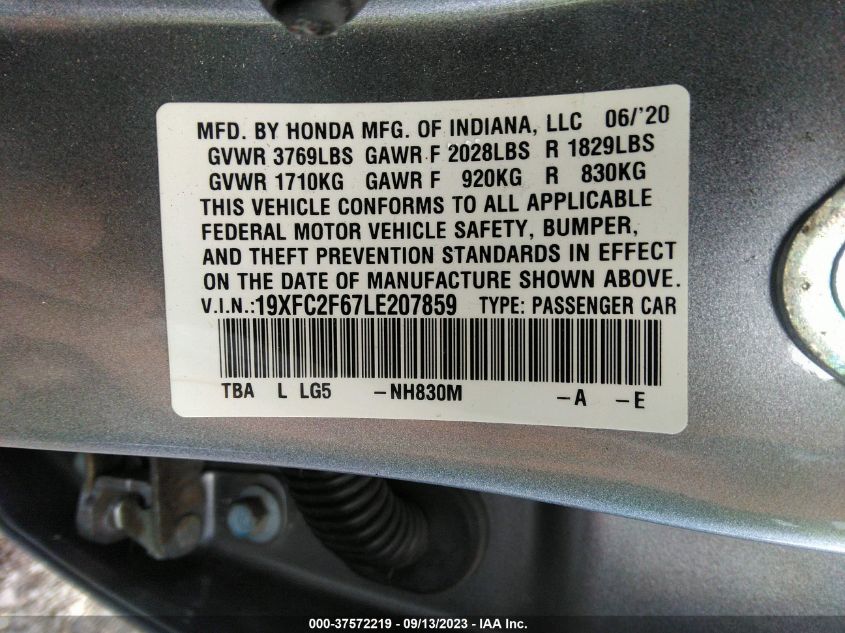 MFD. BY HONDA MFG. OF INDIANA, LLC 06/'20
GVWR 3769LBS GAWR F 2028LBS R 1829LBS
GVWR 1710KG GAWR F 920KG R 830KG
THIS VEHICLE CONFORMS TO ALL APPLICABLE
FEDERAL MOTOR VEHICLE SAFETY, BUMPER,
AND THEFT PREVENTION STANDARDS IN EFFECT
ON THE DATE OF MANUFACTURE SHOWN ABOVE.
V.I.N.:19XFC2F67LE207859 TYPE: PASSENGER CAR
TBA L LG5 -NH830M -A -E
000-37572219 - 09/13/2023 - IAA Inc.